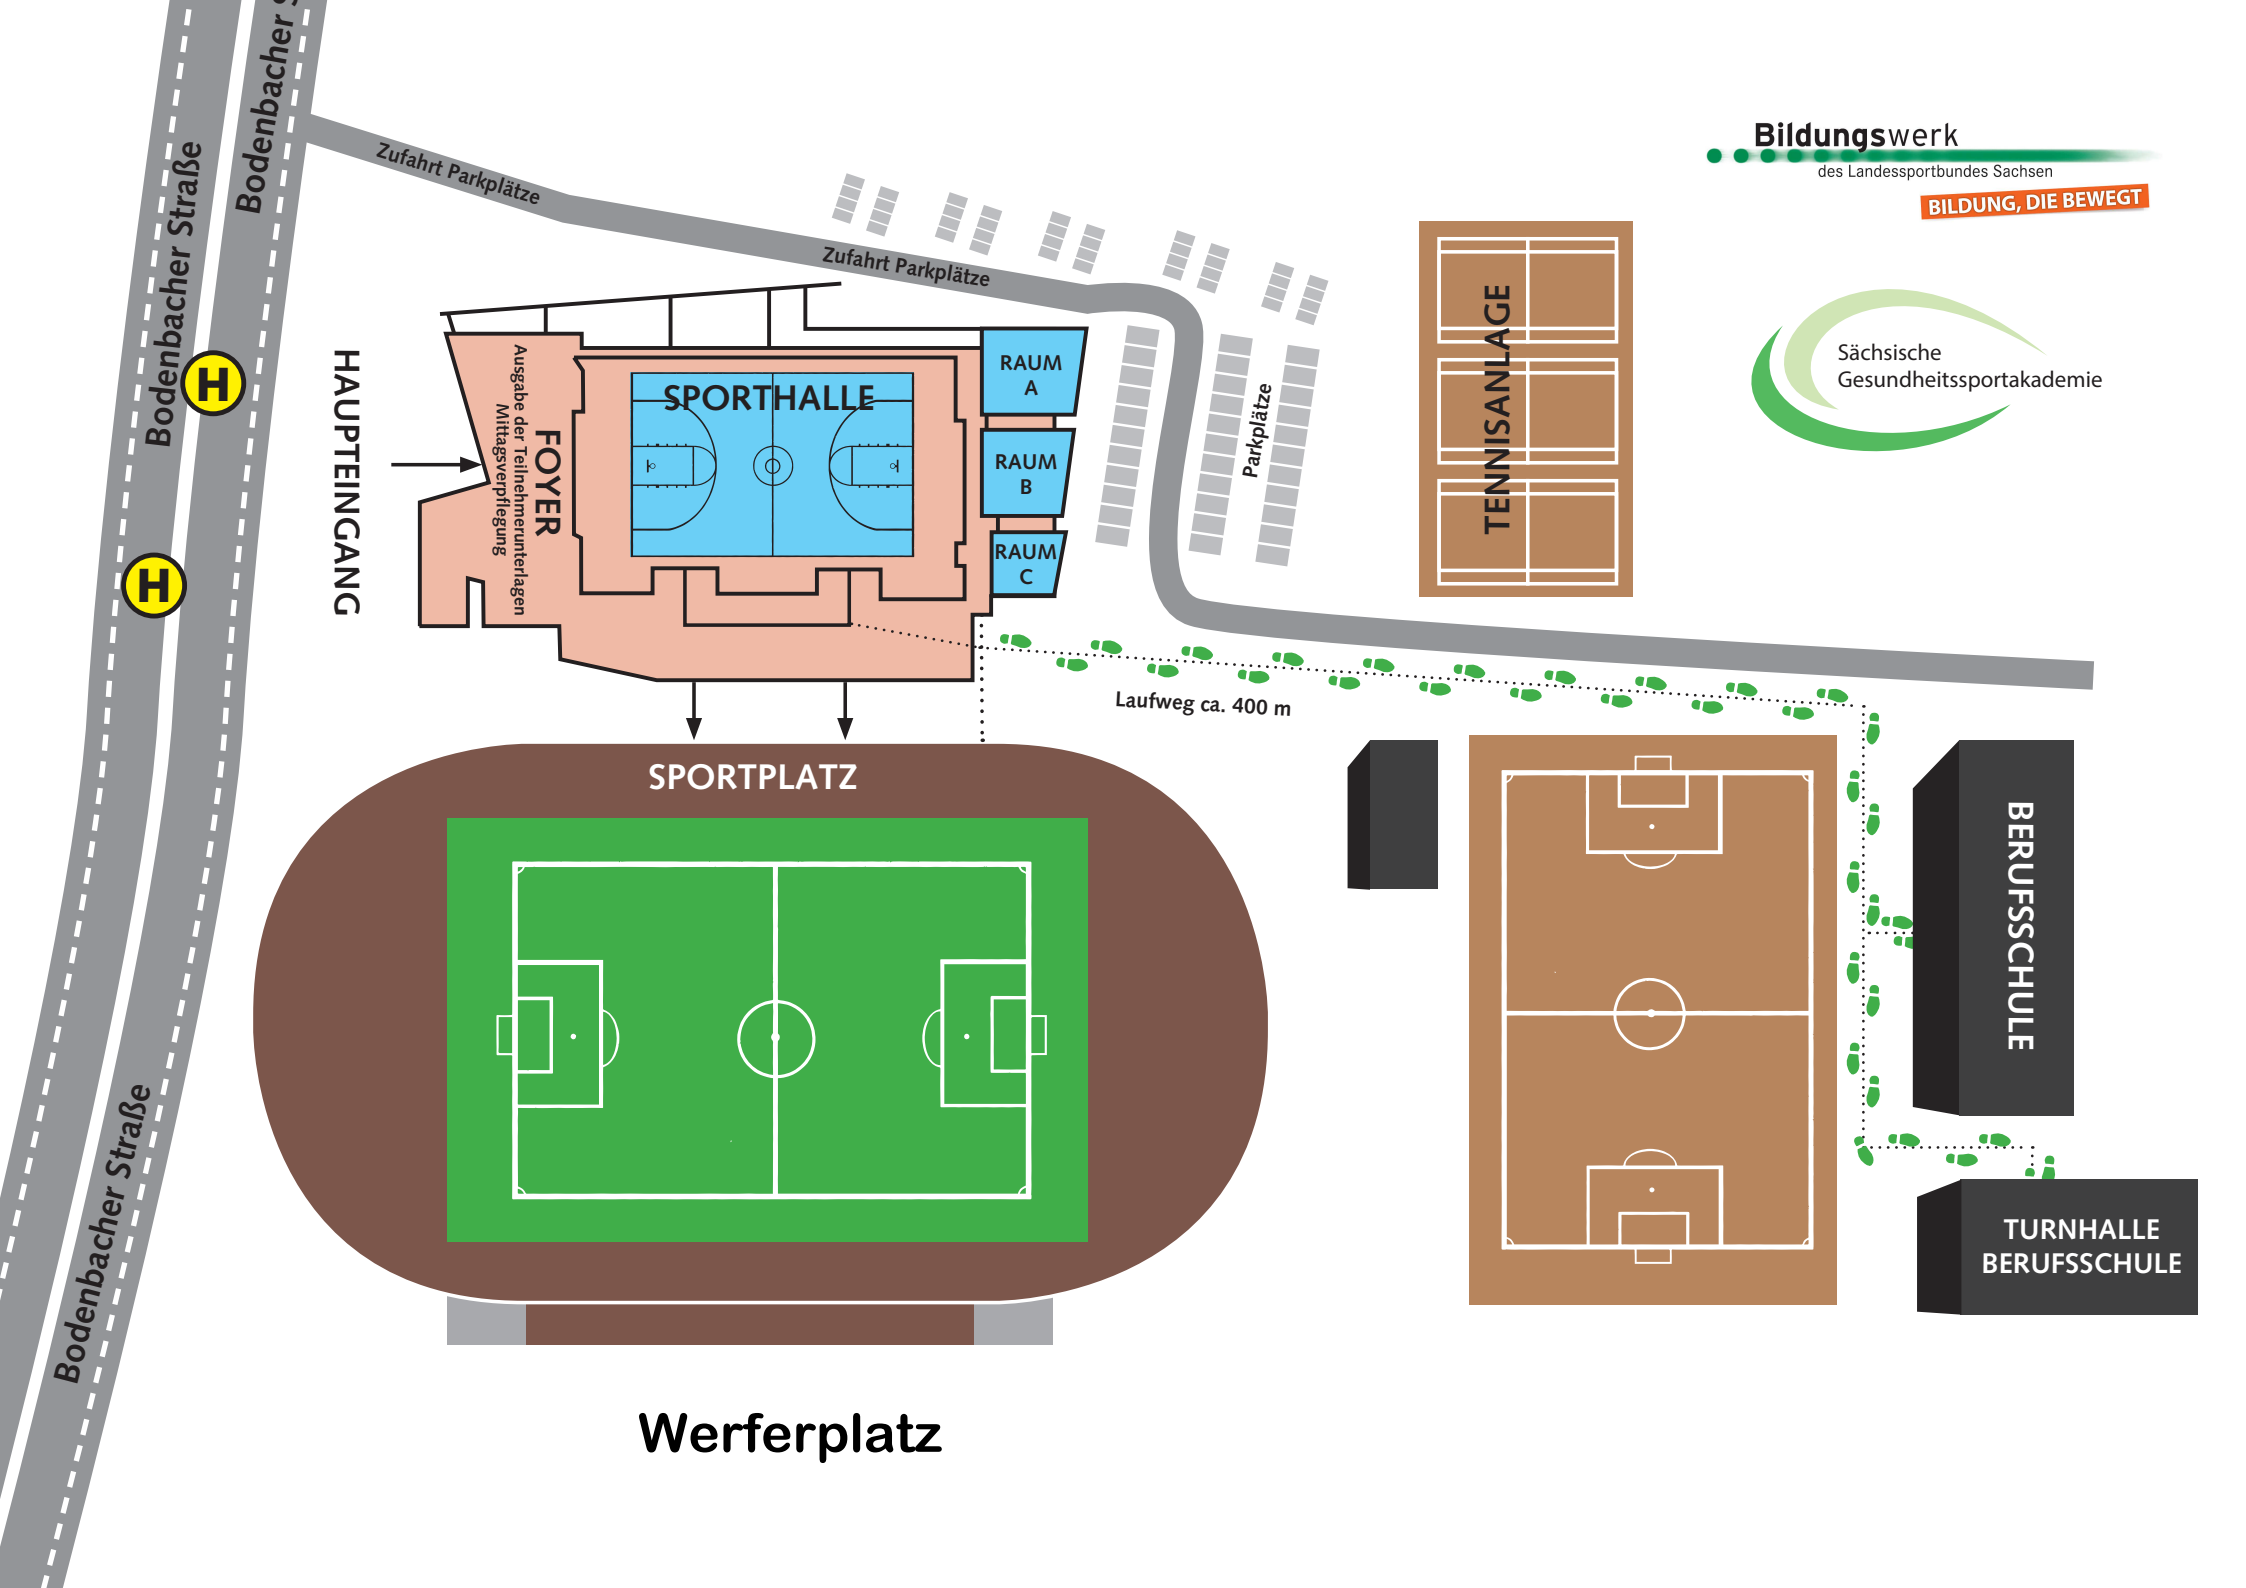 Bodenbacher S
Bodenbacher Straße
Bodenbacher Straße
H
H
Zufahrt Parkplätze
Zufahrt Parkplätze
Parkplätze
HAUPTEINGANG
FOYER
Ausgabe der Teilnehmerunterlagen
Mittagsverpflegung
SPORTHALLE
RAUM
A
RAUM
B
RAUM
C
TENNISANLAGE
Bildungswerk
des Landessportbundes Sachsen
BILDUNG, DIE BEWEGT
Sächsische
Gesundheitssportakademie
Laufweg ca. 400 m
SPORTPLATZ
BERUFSSCHULE
TURNHALLE
BERUFSSCHULE
Werferplatz